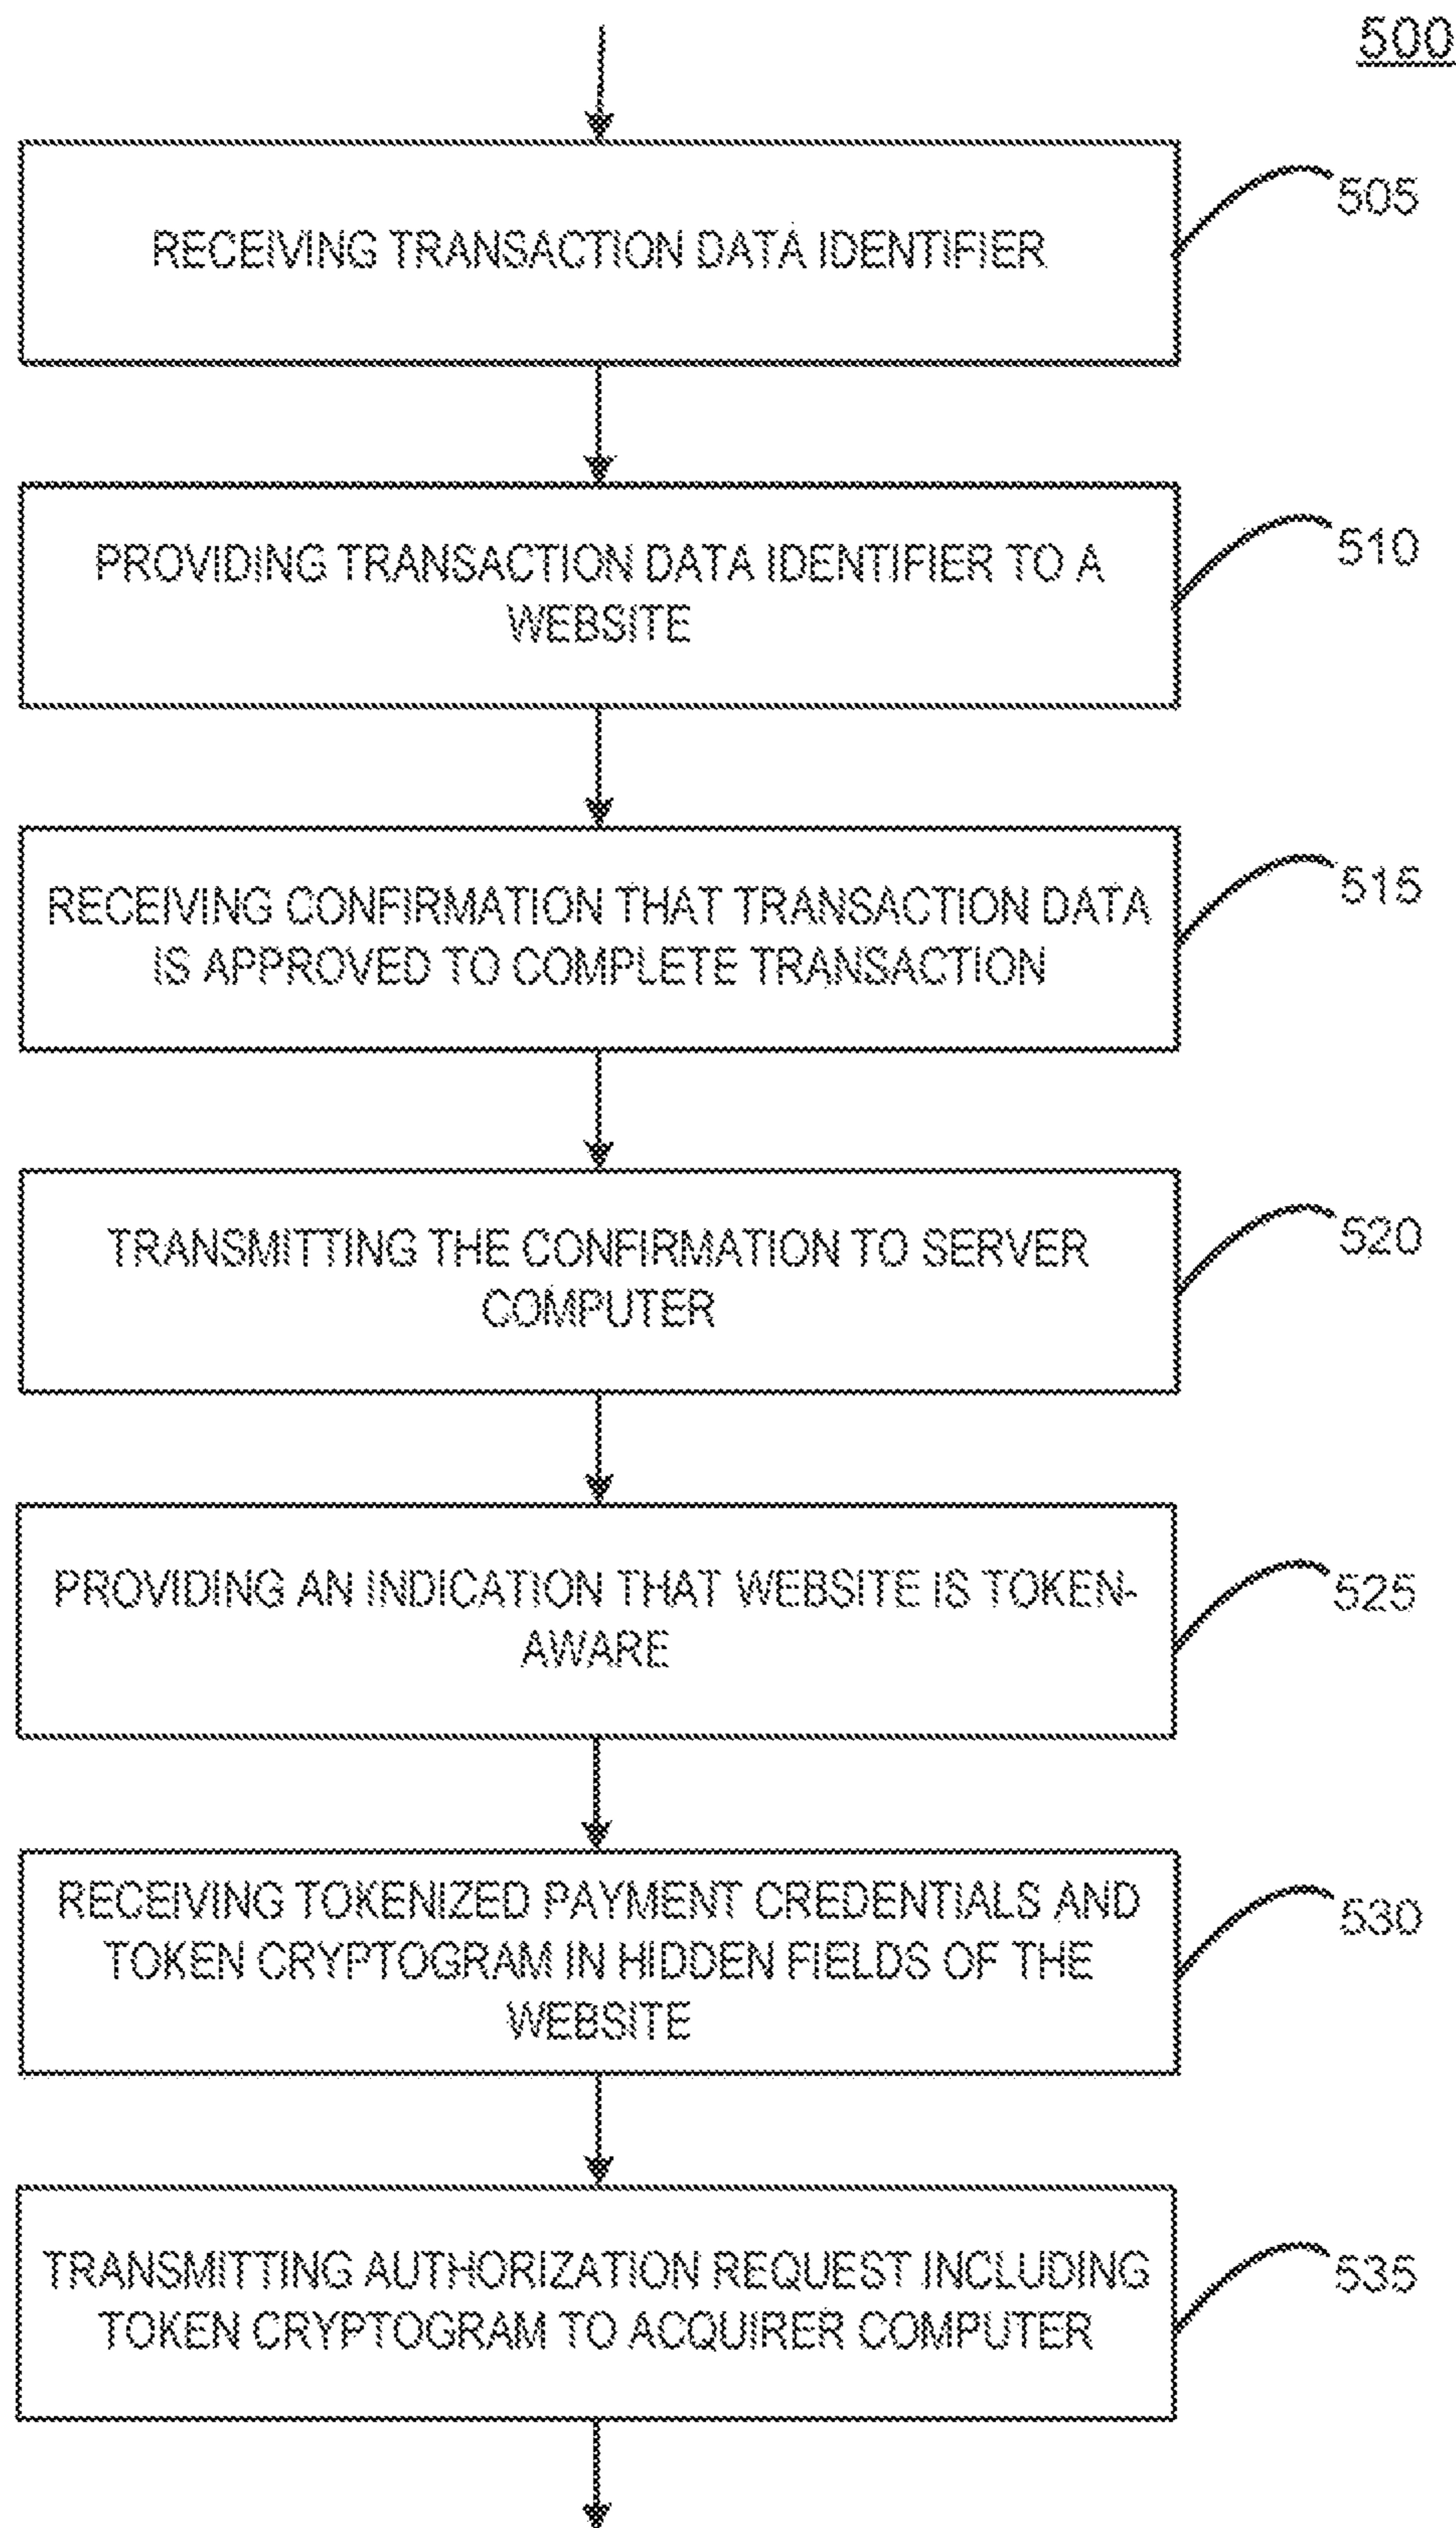 500
RECEIVING TRANSACTION DATA IDENTIFIER
505
PROVIDING TRANSACTION DATA IDENTIFIER TO A
WEBSITE
510
RECEIVING CONFIRMATION THAT TRANSACTION DATA
IS APPROVED TO COMPLETE TRANSACTION
515
TRANSMITTING THE CONFIRMATION TO SERVER
COMPUTER
520
PROVIDING AN INDICATION THAT WEBSITE IS TOKEN-
AWARE
525
RECEIVING TOKENIZED PAYMENT CREDENTIALS AND
TOKEN CRYPTOGRAM IN HIDDEN FIELDS OF THE
WEBSITE
530
TRANSMITTING AUTHORIZATION REQUEST INCLUDING
TOKEN CRYPTOGRAM TO ACQUIRER COMPUTER
535